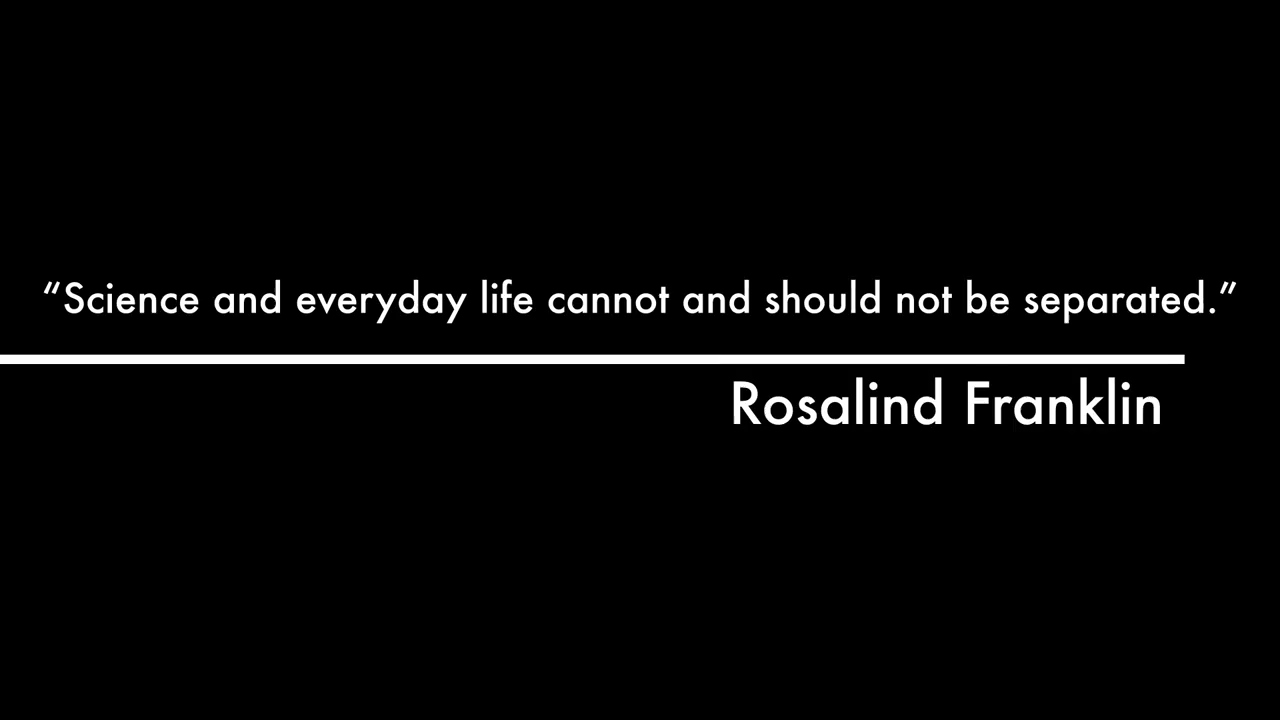 “Science and everyday life cannot and should not be separated.”
Rosalind Franklin